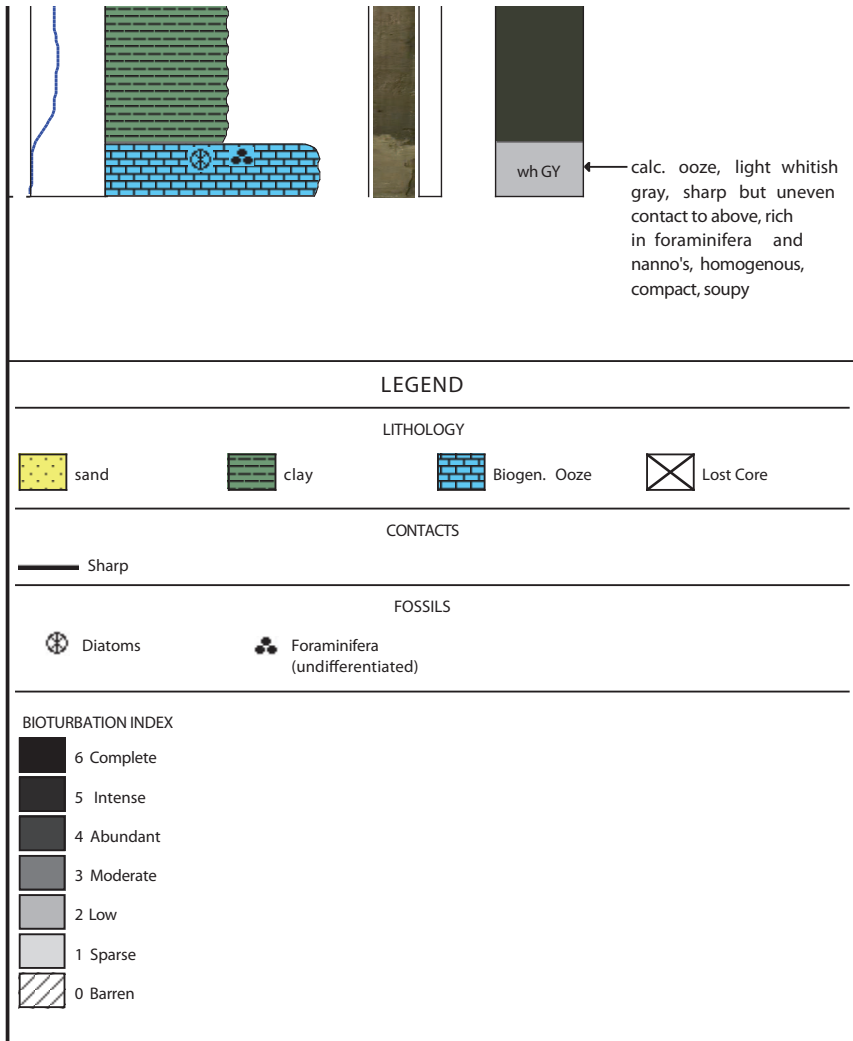 wh GY
calc. ooze, light whitish
gray, sharp but uneven
contact to above, rich
in foraminifera and
nanno's, homogenous,
compact, soupy
LEGEND
LITHOLOGY
sand
clay
Biogen. Ooze
Lost Core
CONTACTS
Sharp
FOSSILS
Diatoms
Foraminifera
(undifferentiated)
BIOTURBATION INDEX
6 Complete
5 Intense
4 Abundant
3 Moderate
2 Low
1 Sparse
0 Barren